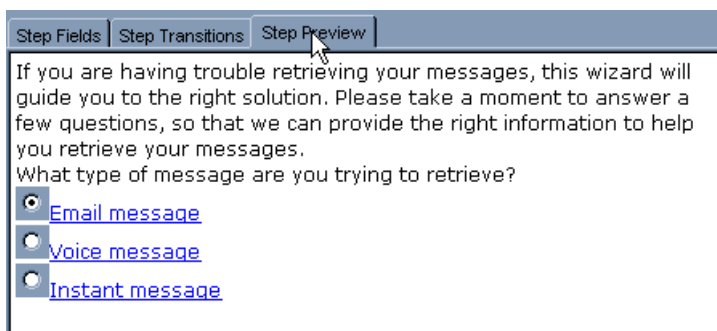 Step Fields Step Transitions Step Preview
If you are having trouble retrieving your messages, this wizard will
guide you to the right solution. Please take a moment to answer a
few questions, so that we can provide the right information to help
you retrieve your messages.
What type of message are you trying to retrieve?
Email message
Voice message
Instant message